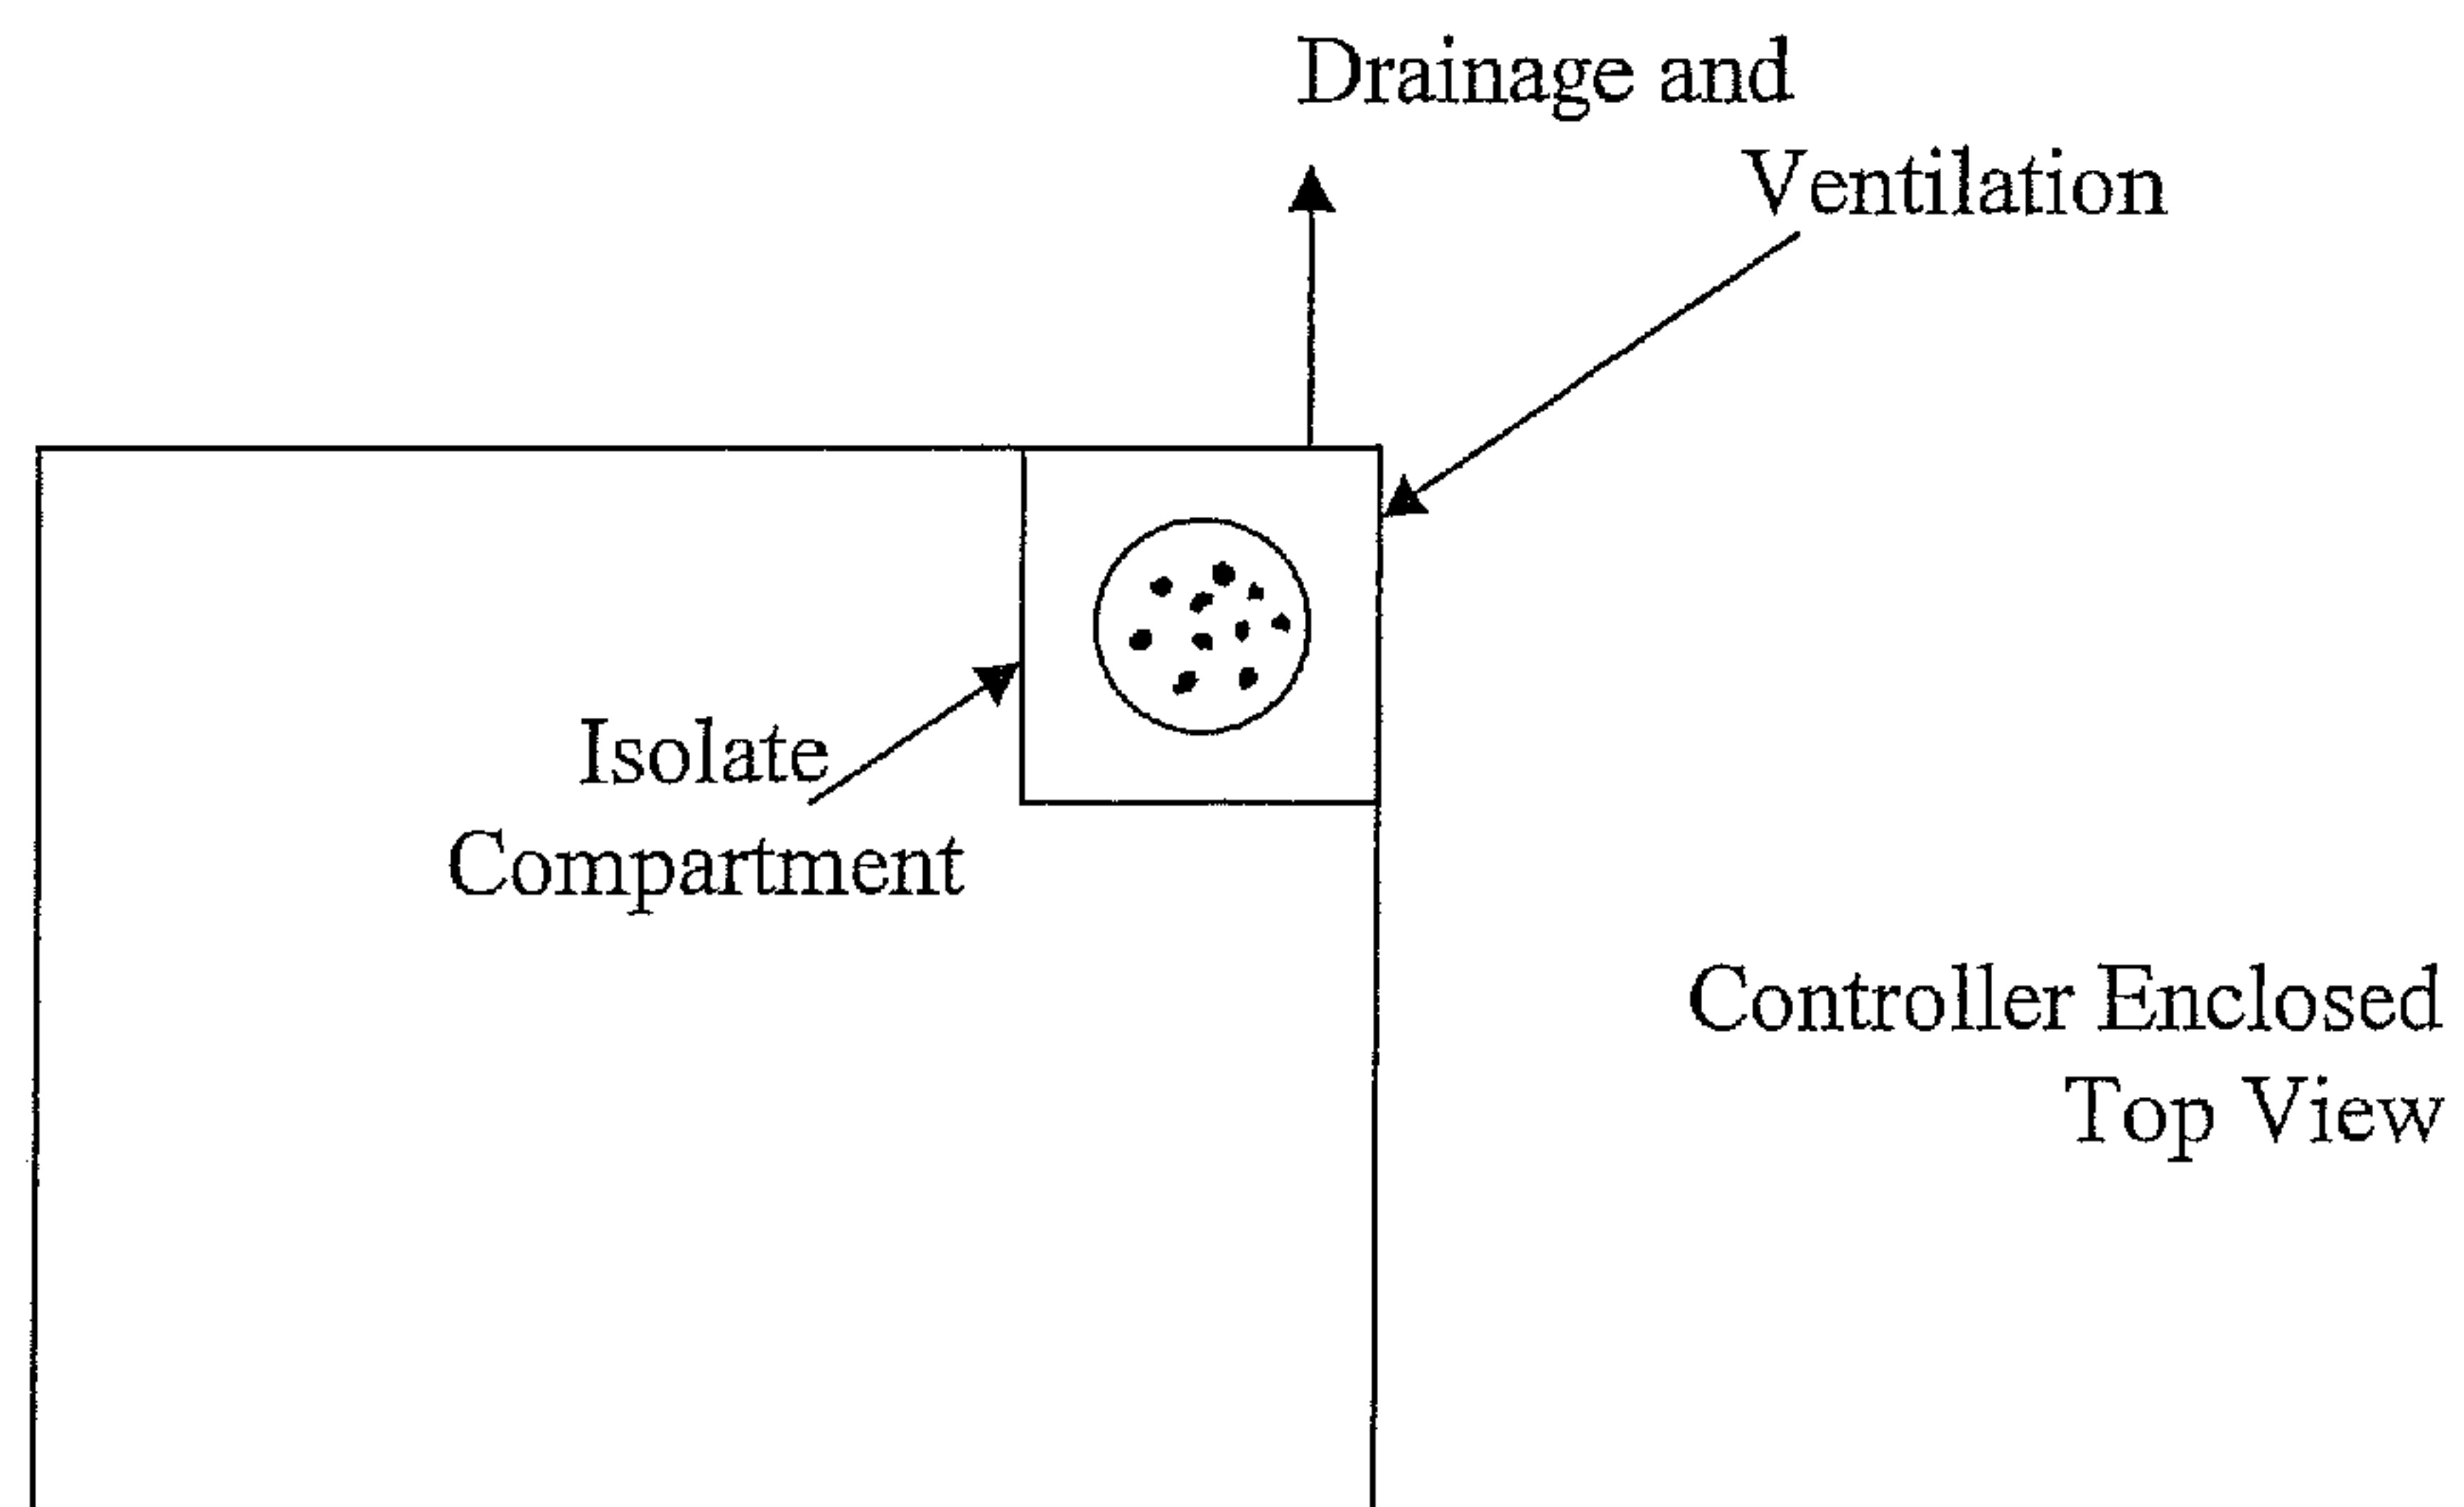 Drainage and
Ventilation
Isolate
Compartment
Controller Enclosed
Top View